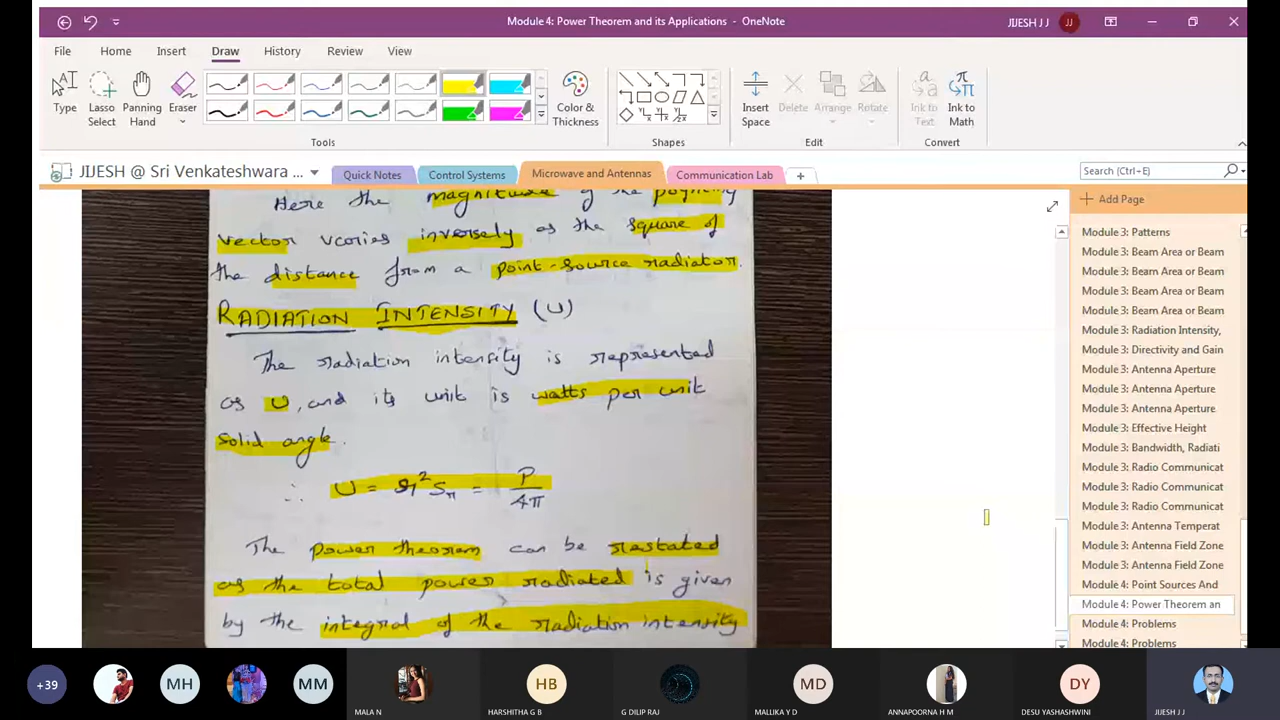 Module 4: Power Theorem and its Applications - OneNote
JIJESH J J
JJ
File
Home
Insert
Draw
History
Review
View
Type
Lasso
Select
Panning
Hand
Eraser
Color &
Thickness
Insert
Space
Delete
Arrange
Rotate
Ink to
Text
Ink to
Math
Tools
Shapes
Edit
Convert
JIJESH @ Sri Venkateshwara ...
Quick Notes
Control Systems
Microwave and Antennas
Communication Lab
Search (Ctrl+E)
Here the magnitude of the poynting
vector varies inversely as the square of
the distance from a point-source radiator.
RADIATION INTENSITY (U)
The radiation intensity is represented
as U, and its unit is watts per unit
solid angle.
∴ U = r² Sr = P/4π
The power theorem can be restated
as the total power radiated is given
by the integral of the radiation intensity
Add Page
Module 3: Patterns
Module 3: Beam Area or Beam
Module 3: Beam Area or Beam
Module 3: Beam Area or Beam
Module 3: Beam Area or Beam
Module 3: Radiation Intensity,
Module 3: Directivity and Gain
Module 3: Antenna Aperture
Module 3: Antenna Aperture
Module 3: Antenna Aperture
Module 3: Effective Height
Module 3: Bandwidth, Radiati
Module 3: Radio Communicat
Module 3: Radio Communicat
Module 3: Radio Communicat
Module 3: Antenna Temperat
Module 3: Antenna Field Zone
Module 3: Antenna Field Zone
Module 4: Point Sources And
Module 4: Power Theorem an
Module 4: Problems
Module 4: Problems
+39
MH
MM
MALA N
HB
HARSHITHA G B
G DILIP RAJ
MD
MALLIKA Y D
ANNAPOORNA H M
DY
DESU YASHASHWINI
JIJESH J J